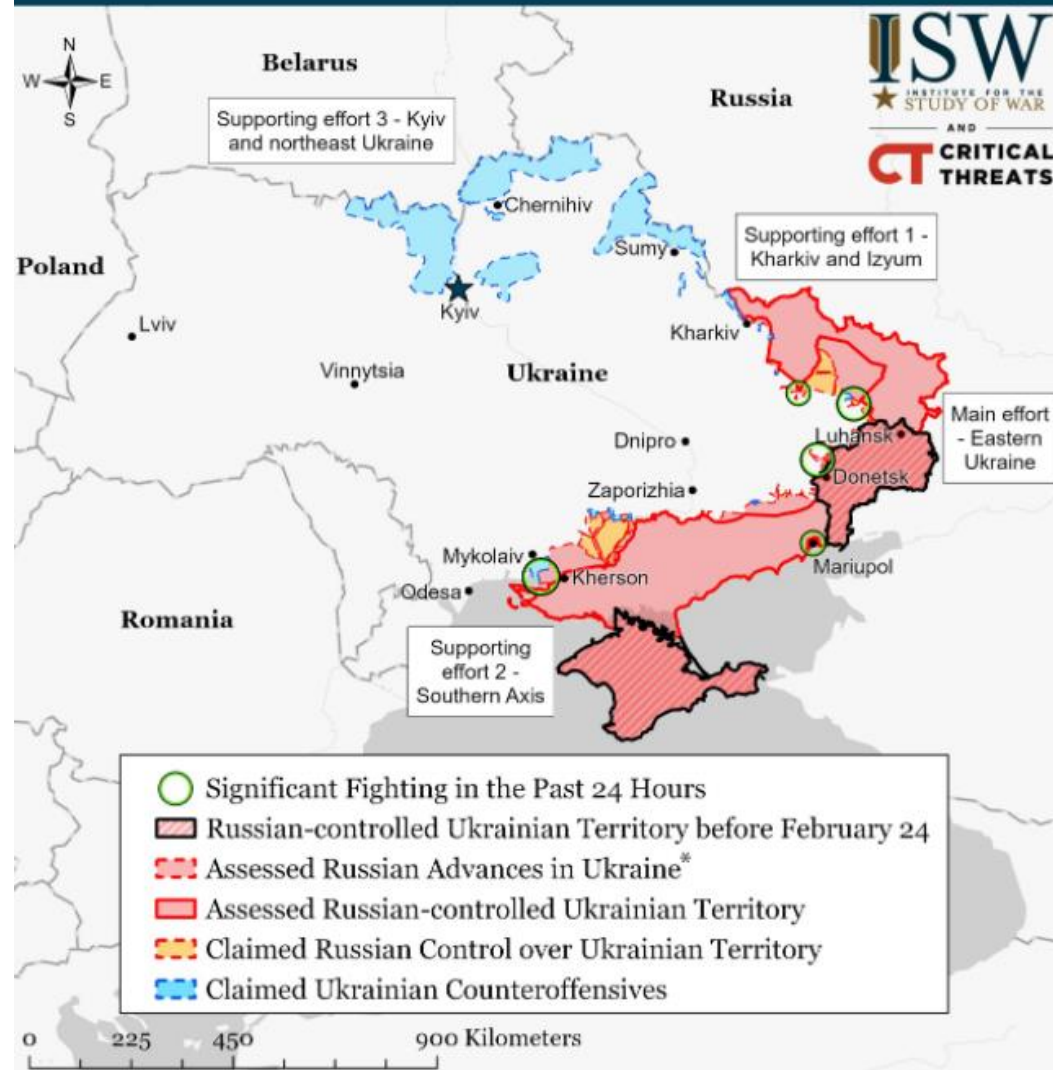 N
W E
S
Belarus
Russia
ISW
INSTITUTE FOR THE
STUDY OF WAR
AND
CT CRITICAL
THREATS
Supporting effort 3 - Kyiv
and northeast Ukraine
Chernihiv
Sumy
Supporting effort 1 -
Kharkiv and Izyum
Poland
Kyiv
Lviv
Kharkiv
Vinnytsia
Ukraine
Main effort
- Eastern
Ukraine
Dnipro
Luhansk
Donetsk
Zaporizhia
Mykolaiv
Mariupol
Kherson
Odesa
Romania
Supporting
effort 2 -
Southern Axis
Significant Fighting in the Past 24 Hours
Russian-controlled Ukrainian Territory before February 24
Assessed Russian Advances in Ukraine*
Assessed Russian-controlled Ukrainian Territory
Claimed Russian Control over Ukrainian Territory
Claimed Ukrainian Counteroffensives
0 225 450 900 Kilometers